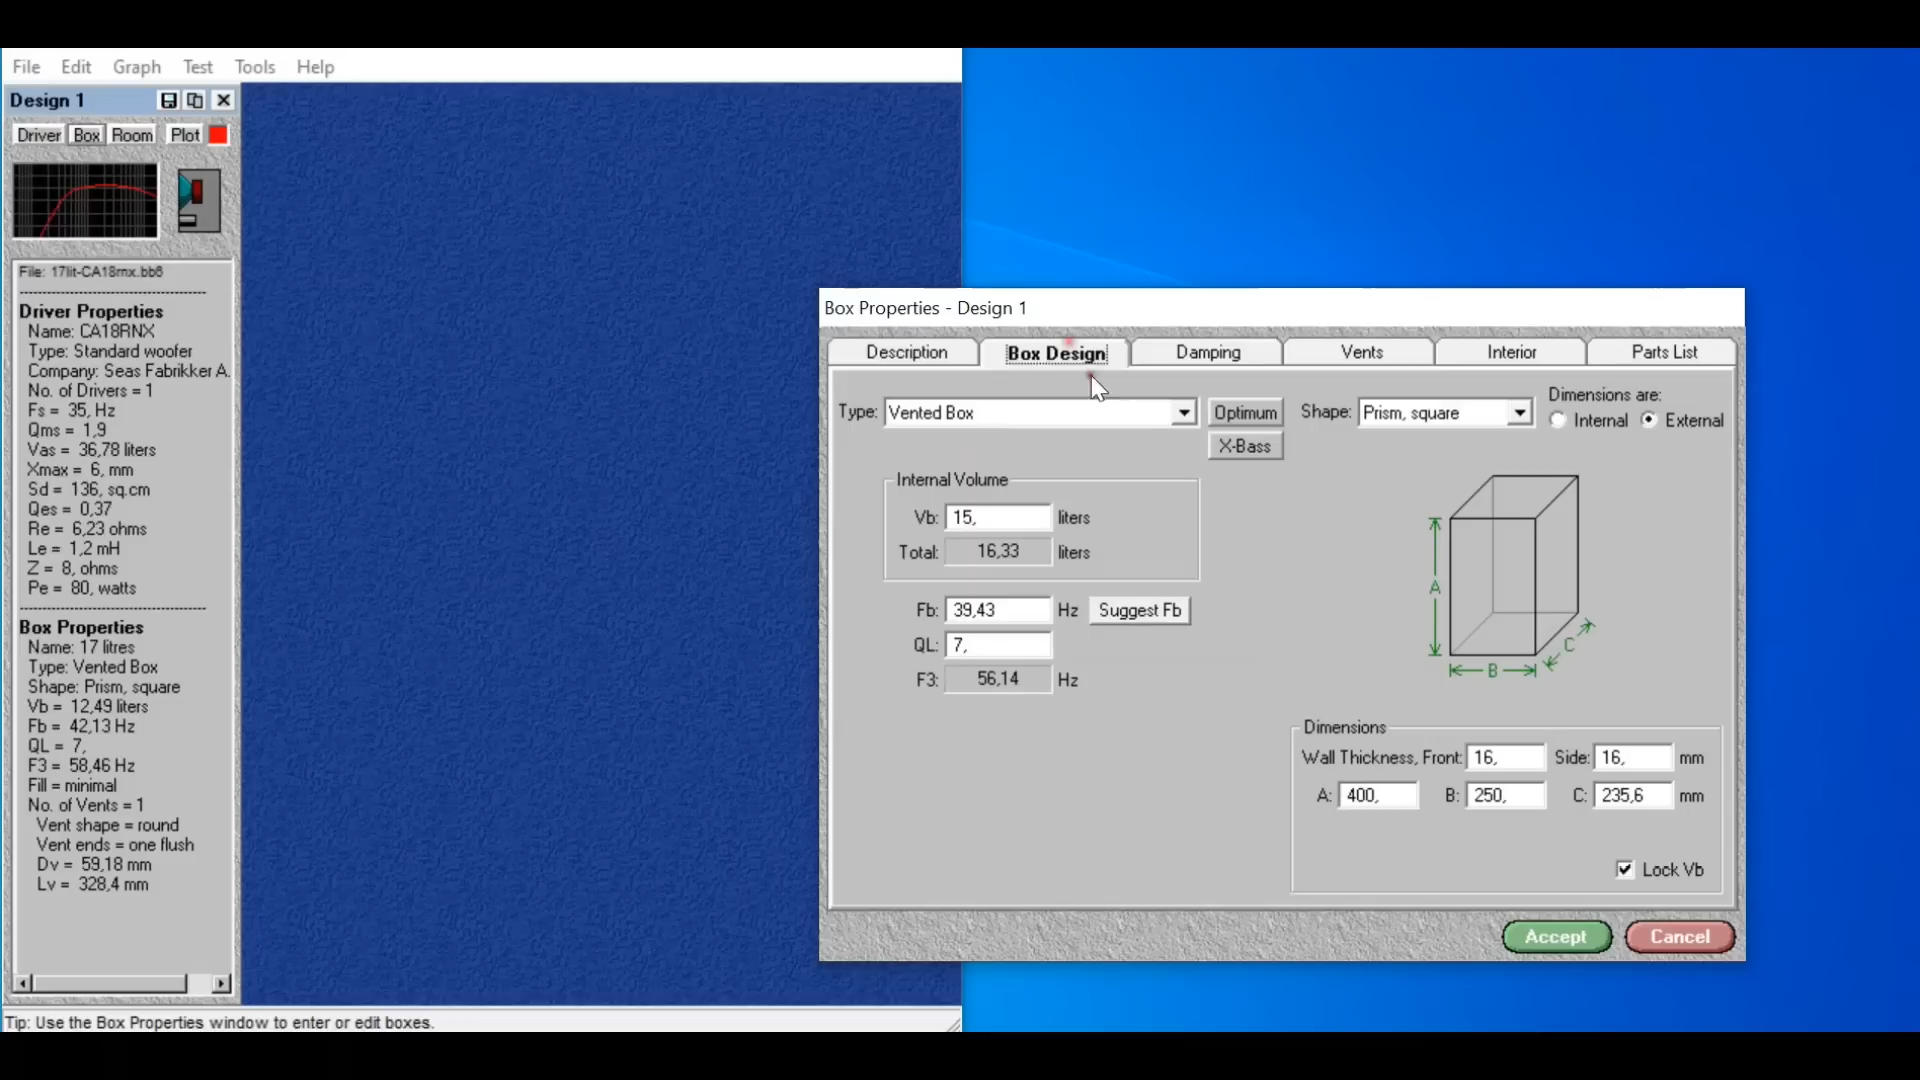 File Edit Graph Test Tools Help
Design 1
Driver Box Room Plot
File: 17lit-CA18rnx.bb6
Driver Properties
Name: CA18RNX
Type: Standard woofer
Company: Seas Fabrikker A.
No. of Drivers = 1
Fs = 35, Hz
Qms = 1,9
Vas = 36,78 liters
Xmax = 6, mm
Sd = 136, sq.cm
Qes = 0,37
Re = 6,23 ohms
Le = 1,2 mH
Z = 8, ohms
Pe = 80, watts
Box Properties
Name: 17 litres
Type: Vented Box
Shape: Prism, square
Vb = 12,49 liters
Fb = 42,13 Hz
QL = 7,
F3 = 58,46 Hz
Fill = minimal
No. of Vents = 1
Vent shape = round
Vent ends = one flush
Dv = 59,18 mm
Lv = 328,4 mm
Tip: Use the Box Properties window to enter or edit boxes.
Box Properties - Design 1
Description Box Design Damping Vents Interior Parts List
Type: Vented Box Optimum Shape: Prism, square Dimensions are:
Internal External
X-Bass
Internal Volume
Vb: 15, liters
Total: 16,33 liters
Fb: 39,43 Hz Suggest Fb
QL: 7,
F3: 56,14 Hz
A
B
C
Dimensions
Wall Thickness, Front: 16, Side: 16, mm
A: 400, B: 250, C: 235,6 mm
Lock Vb
Accept Cancel